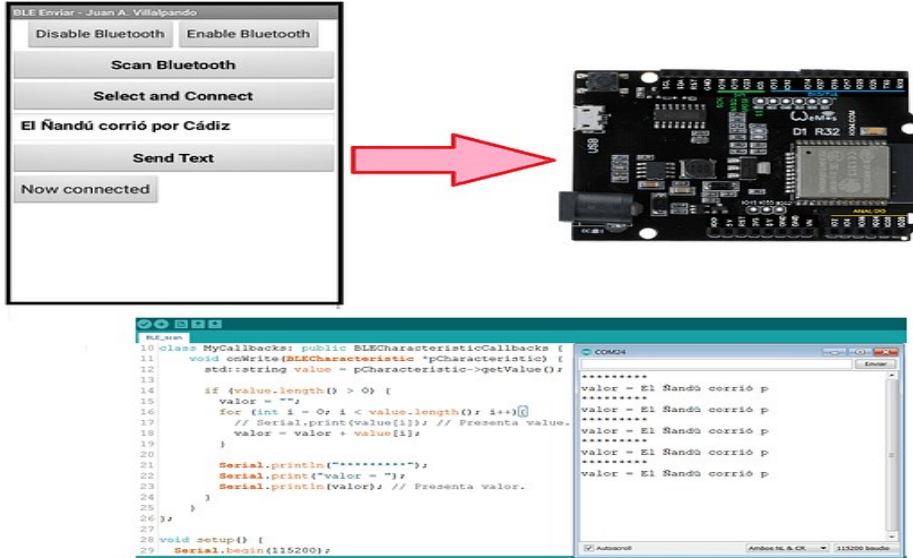 BLE Enviar - Juan A. Villalpando
Disable Bluetooth Enable Bluetooth
Scan Bluetooth
Select and Connect
El Ñandú corrió por Cádiz
Send Text
Now connected
USB
WeMos
D1 R32
ANALOG
BLE_scan
10 class MyCallbacks: public BLECharacteristicCallbacks {
11 void onWrite(BLECharacteristic *pCharacteristic) {
12 std::string value = pCharacteristic->getValue();
13
14 if (value.length() > 0) {
15 valor = "";
16 for (int i = 0; i < value.length(); i++){
17 // Serial.print(value[i]); // Presenta value.
18 valor = valor + value[i];
19 }
20
21 Serial.println("*********");
22 Serial.print("valor = ");
23 Serial.println(valor); // Presenta valor.
24 }
25 }
26 };
27
28 void setup() {
29 Serial.begin(115200);
COM24
Enviar
*********
valor = El Ñandú corrió p
*********
valor = El Ñandú corrió p
*********
valor = El Ñandú corrió p
*********
valor = El Ñandú corrió p
*********
valor = El Ñandú corrió p
Autoscroll Ambos NL & CR 115200 baudio